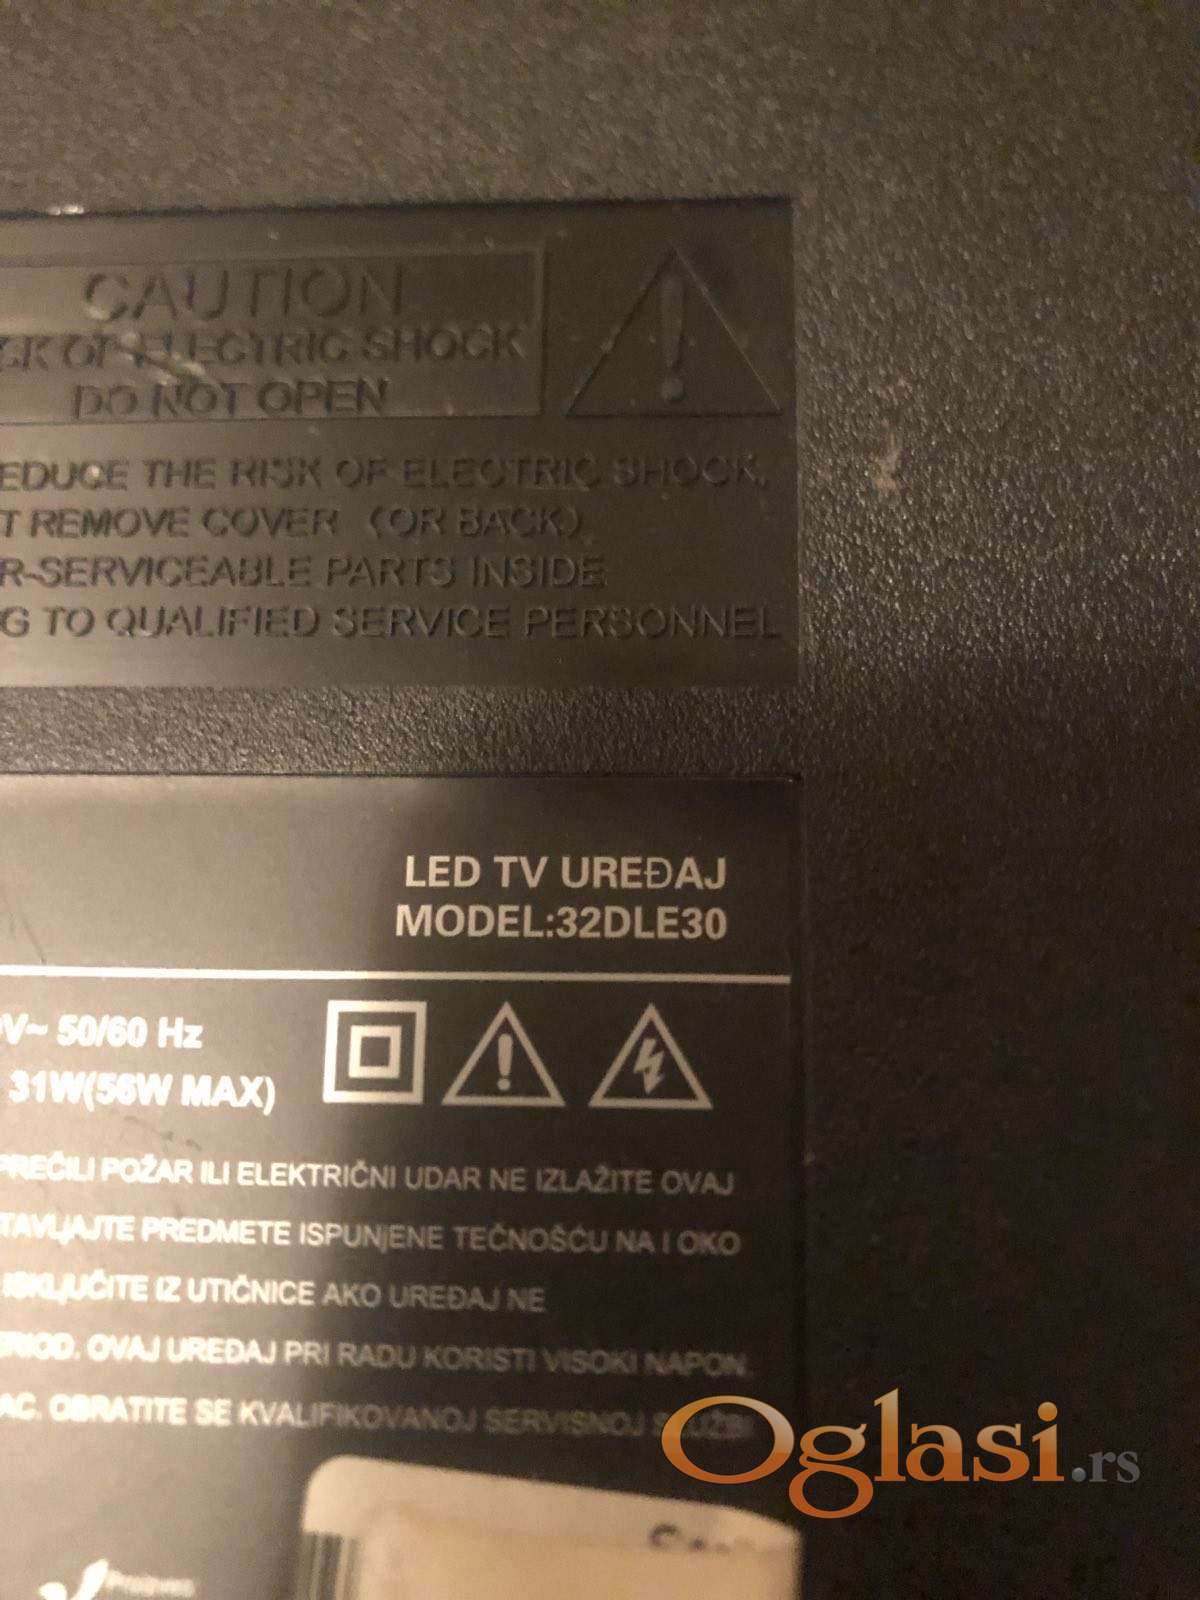 CAUTION
OF ELECTRIC SHOCK
DO NOT OPEN
EDUCE THE RISK OF ELECTRIC SHOCK,
T REMOVE COVER (OR BACK)
R-SERVICEABLE PARTS INSIDE
G TO QUALIFIED SERVICE PERSONNEL
LED TV UREĐAJ
MODEL:32DLE30
V~ 50/60 Hz
31W(56W MAX)
PREČILI POŽAR ILI ELEKTRIČNI UDAR NE IZLAŽITE OVAJ
TAVLJAJTE PREDMETE ISPUNJENE TEČNOŠĆU NA I OKO
ISKLJUČITE IZ UTIČNICE AKO UREĐAJ NE
RIOD. OVAJ UREĐAJ PRI RADU KORISTI VISOKI NAPON.
AC. OBRATITE SE KVALIFIKOVANOJ SERVISNOJ SLUŽBI
Oglasi.rs